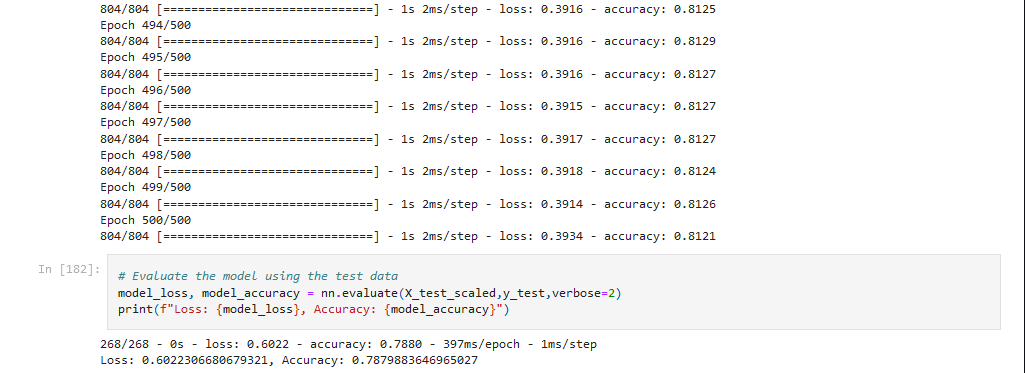 804/804 [==============================] - 1s 2ms/step - loss: 0.3916 - accuracy: 0.8125
Epoch 494/500
804/804 [==============================] - 1s 2ms/step - loss: 0.3916 - accuracy: 0.8129
Epoch 495/500
804/804 [==============================] - 1s 2ms/step - loss: 0.3916 - accuracy: 0.8127
Epoch 496/500
804/804 [==============================] - 1s 2ms/step - loss: 0.3915 - accuracy: 0.8127
Epoch 497/500
804/804 [==============================] - 1s 2ms/step - loss: 0.3917 - accuracy: 0.8127
Epoch 498/500
804/804 [==============================] - 1s 2ms/step - loss: 0.3918 - accuracy: 0.8124
Epoch 499/500
804/804 [==============================] - 1s 2ms/step - loss: 0.3914 - accuracy: 0.8126
Epoch 500/500
804/804 [==============================] - 1s 2ms/step - loss: 0.3934 - accuracy: 0.8121
In [182]:
# Evaluate the model using the test data
model_loss, model_accuracy = nn.evaluate(X_test_scaled,y_test,verbose=2)
print(f"Loss: {model_loss}, Accuracy: {model_accuracy}")
268/268 - 0s - loss: 0.6022 - accuracy: 0.7880 - 397ms/epoch - 1ms/step
Loss: 0.6022306680679321, Accuracy: 0.7879883646965027